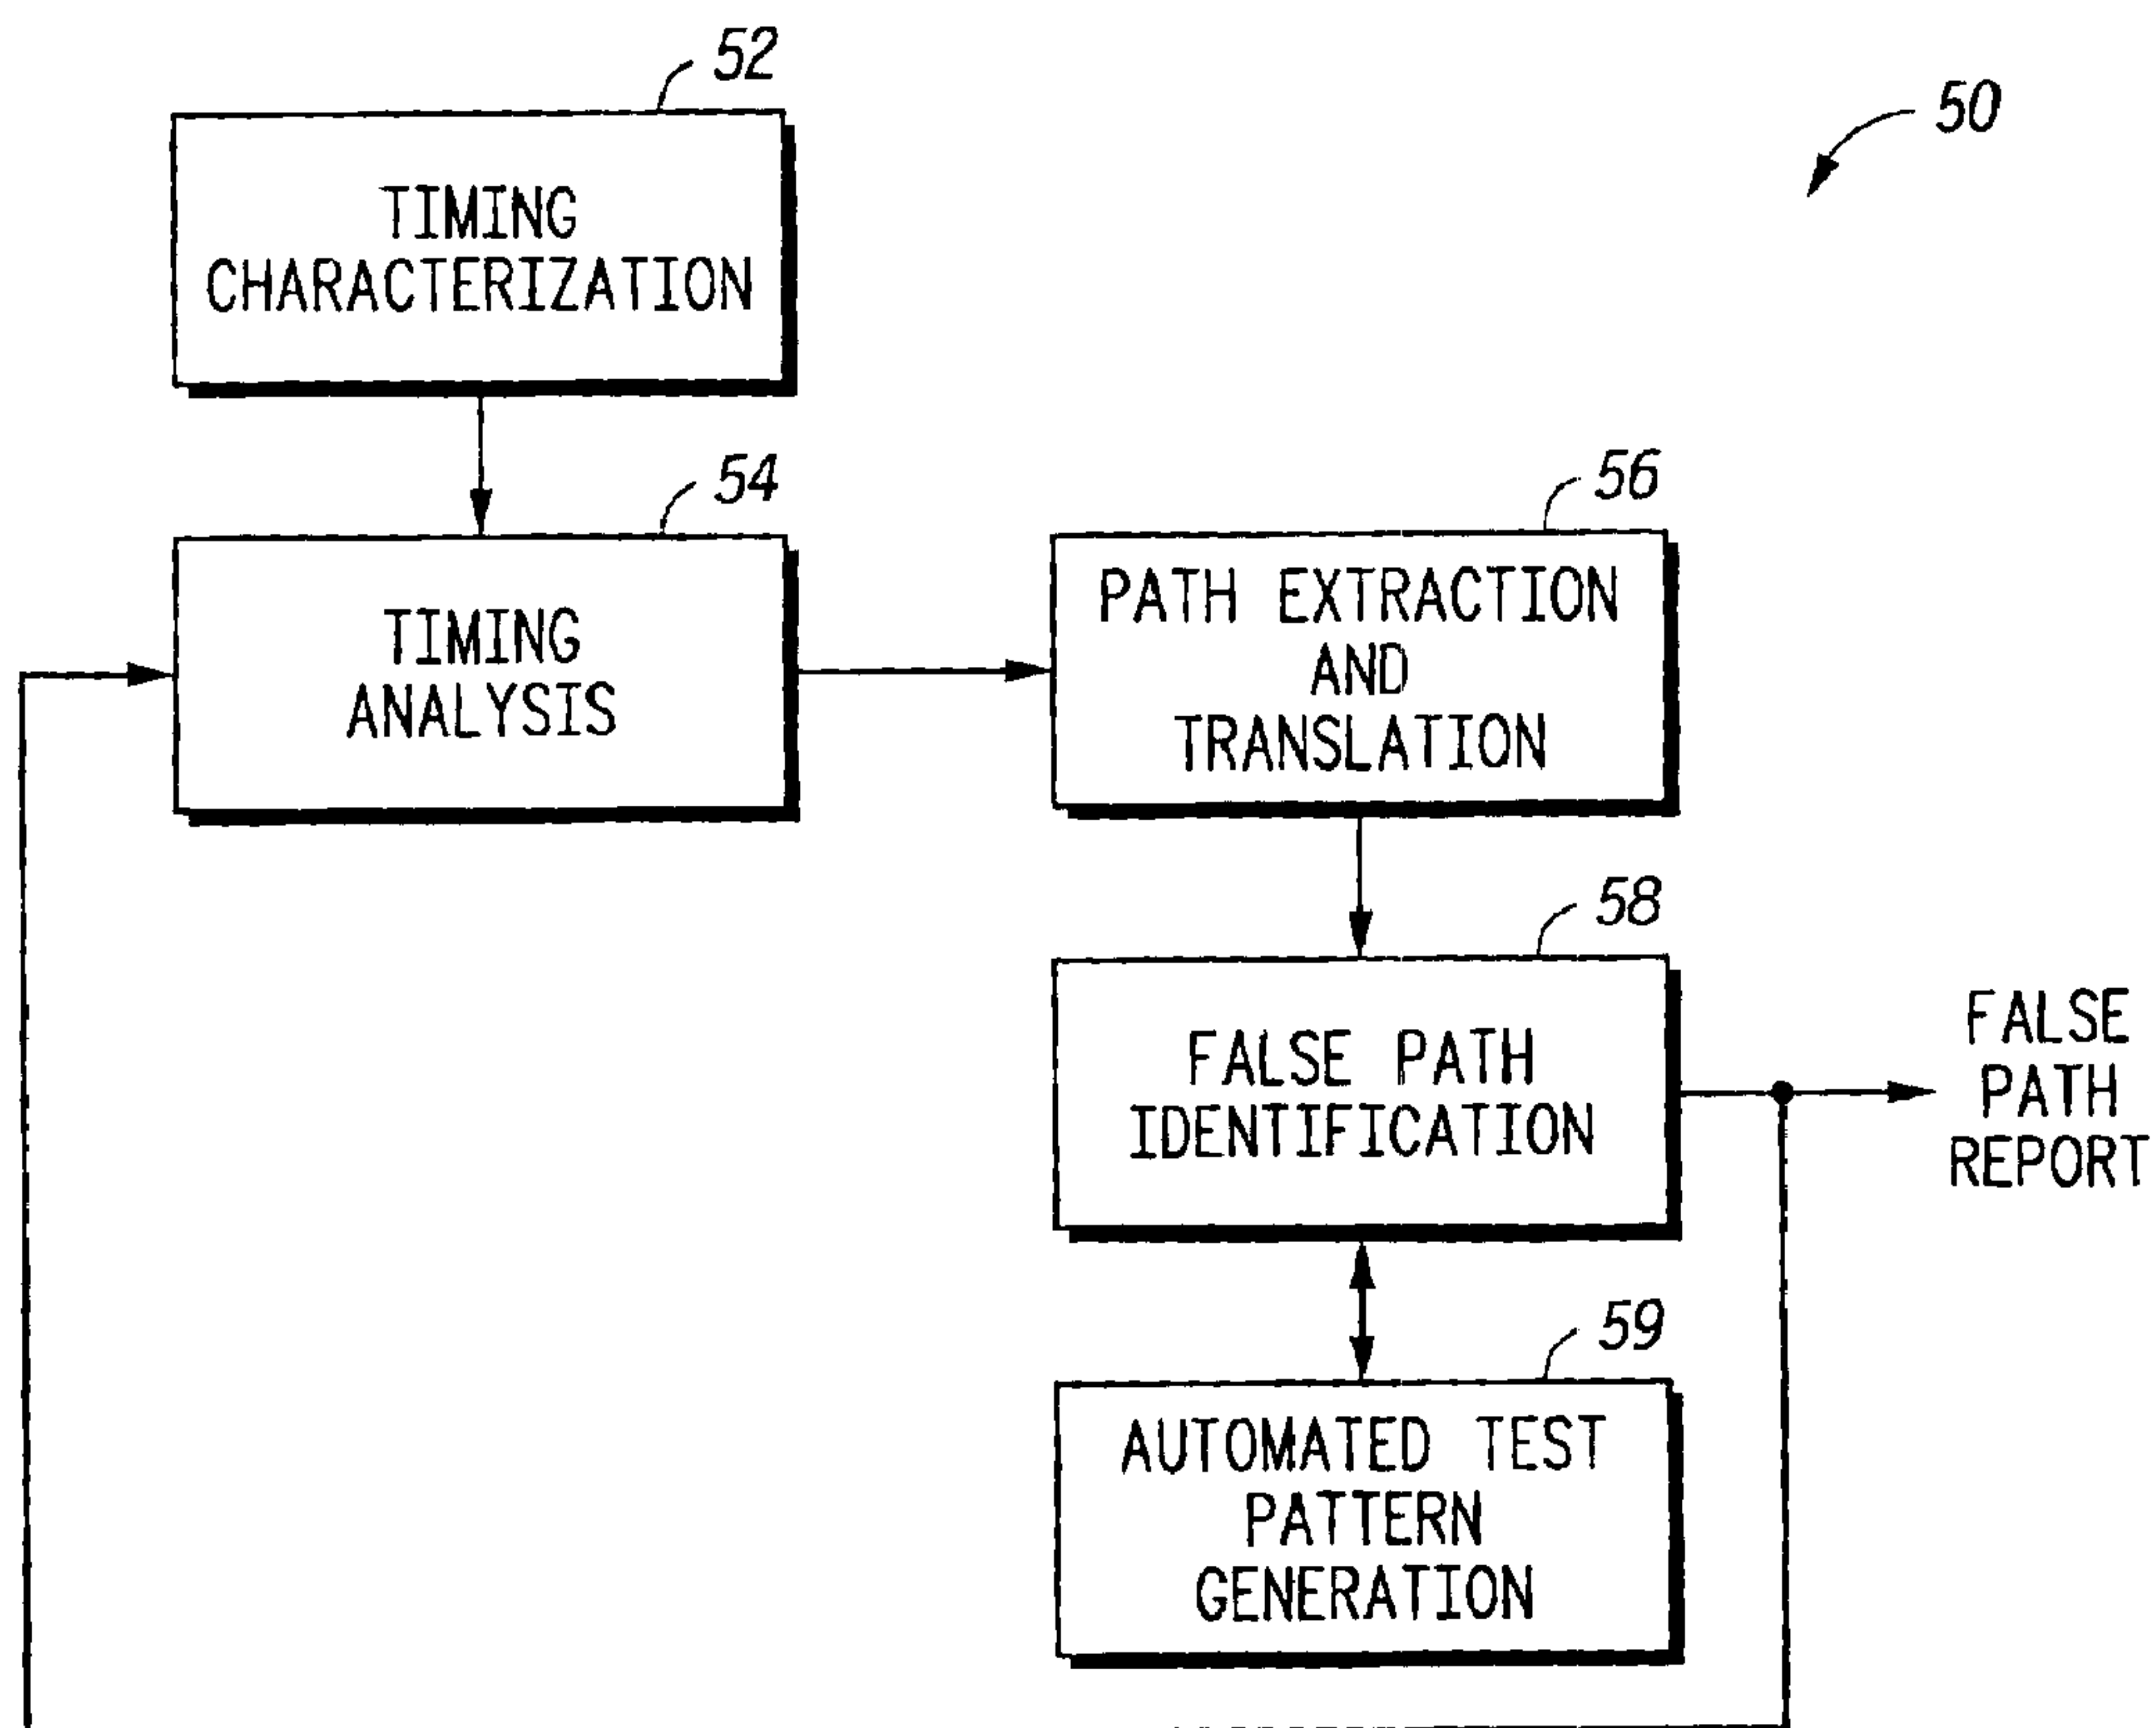 52
50
TIMING
CHARACTERIZATION
54
56
TIMING
ANALYSIS
PATH EXTRACTION
AND
TRANSLATION
58
FALSE PATH
IDENTIFICATION
FALSE
PATH
REPORT
59
AUTOMATED TEST
PATTERN
GENERATION